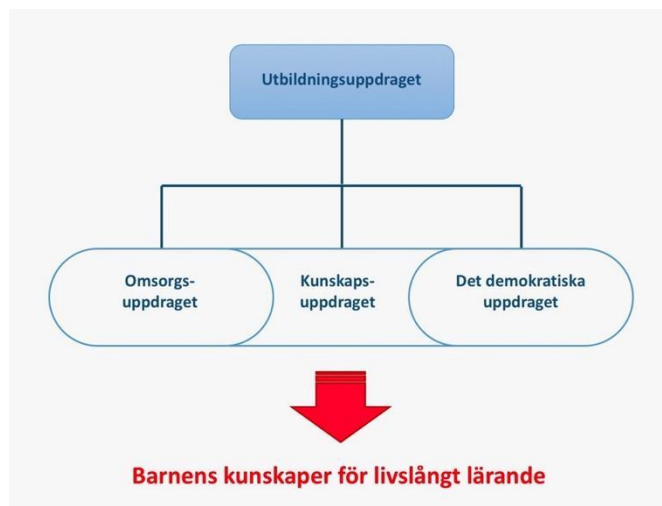 Utbildningsuppdraget
Omsorgs-
uppdraget
Kunskaps-
uppdraget
Det demokratiska
uppdraget
Barnens kunskaper för livslångt lärande